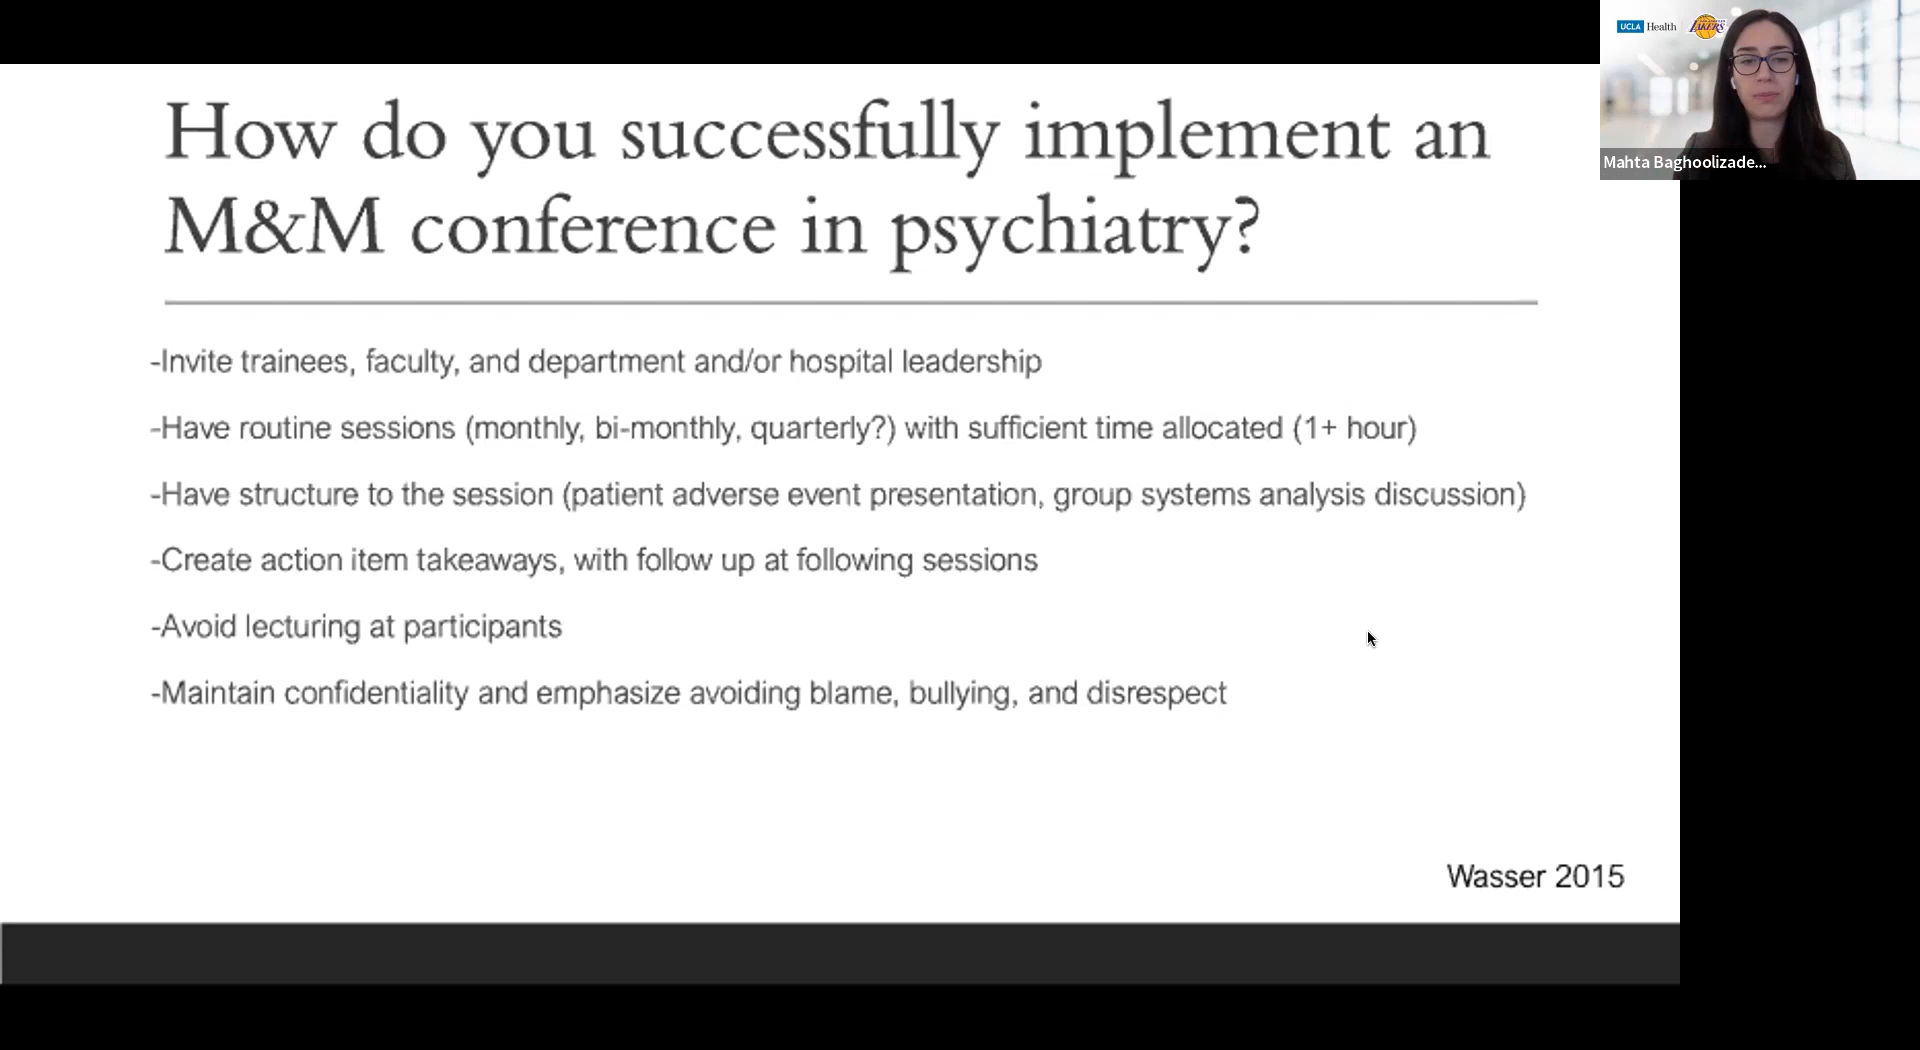 How do you successfully implement an
M&M conference in psychiatry?
-Invite trainees, faculty, and department and/or hospital leadership
-Have routine sessions (monthly, bi-monthly, quarterly?) with sufficient time allocated (1+ hour)
-Have structure to the session (patient adverse event presentation, group systems analysis discussion)
-Create action item takeaways, with follow up at following sessions
-Avoid lecturing at participants
-Maintain confidentiality and emphasize avoiding blame, bullying, and disrespect
Wasser 2015
UCLA Health LAKERS
Mahta Baghoolizade...